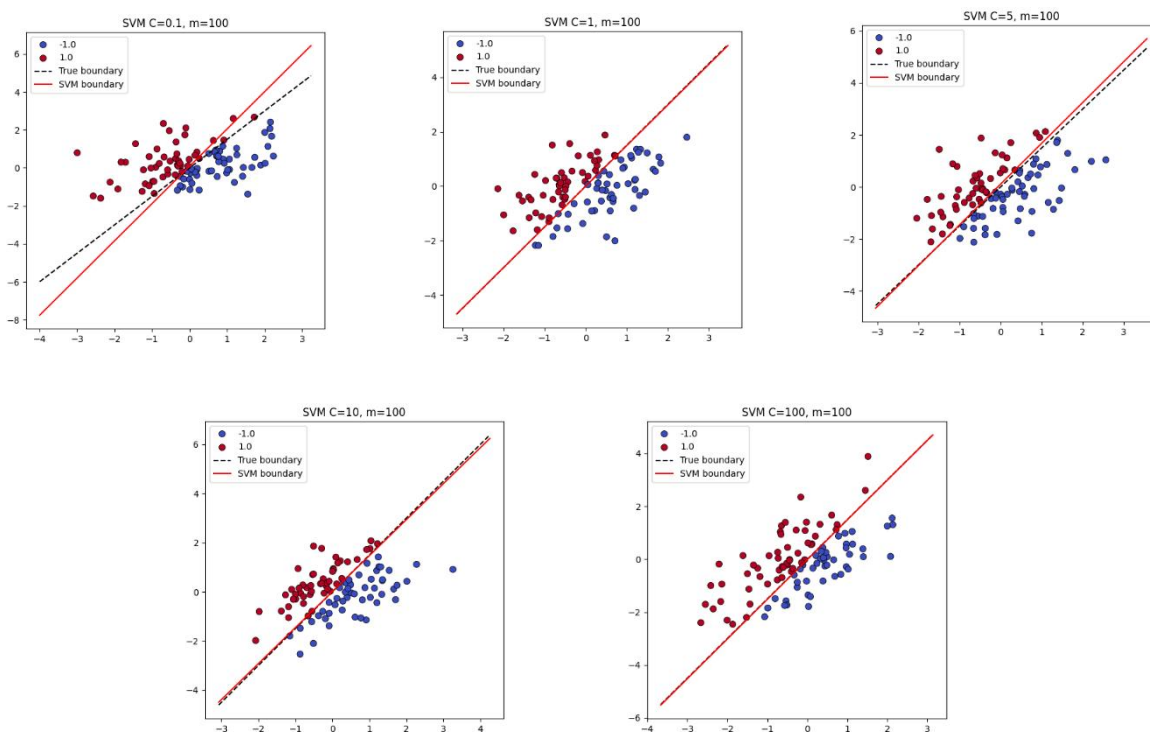 SVM C=0.1, m=100
-1.0
1.0
True boundary
SVM boundary
6
4
2
0
−2
−4
−6
−8
−4 −3 −2 −1 0 1 2 3
SVM C=1, m=100
-1.0
1.0
True boundary
SVM boundary
4
2
0
−2
−4
−3 −2 −1 0 1 2 3
SVM C=5, m=100
-1.0
1.0
True boundary
SVM boundary
6
4
2
0
−2
−4
−3 −2 −1 0 1 2 3
SVM C=10, m=100
-1.0
1.0
True boundary
SVM boundary
6
4
2
0
−2
−4
−3 −2 −1 0 1 2 3 4
SVM C=100, m=100
-1.0
1.0
True boundary
SVM boundary
4
2
0
−2
−4
−6
−3 −2 −1 0 1 2 3